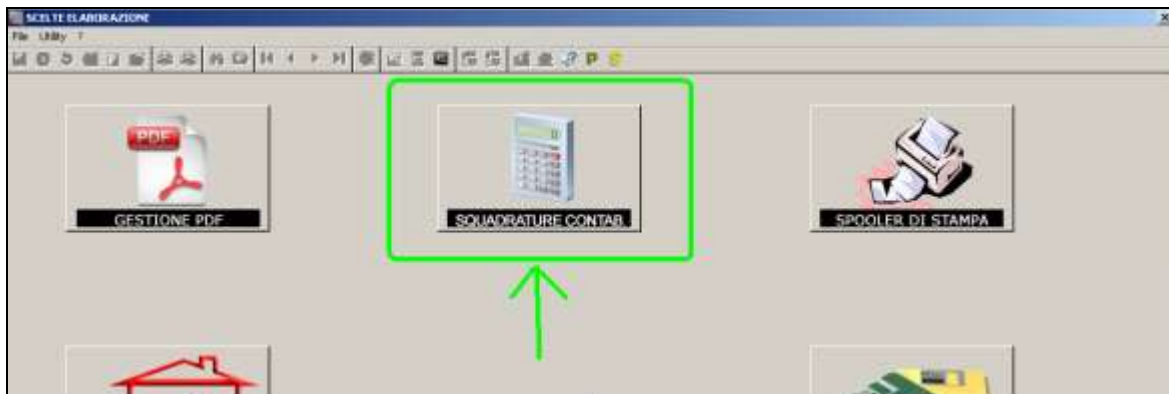 SCELTE ELABORAZIONE
File Utility ?
PDF
GESTIONE PDF
SQUADRATURE CONTAB.
SPOOLER DI STAMPA